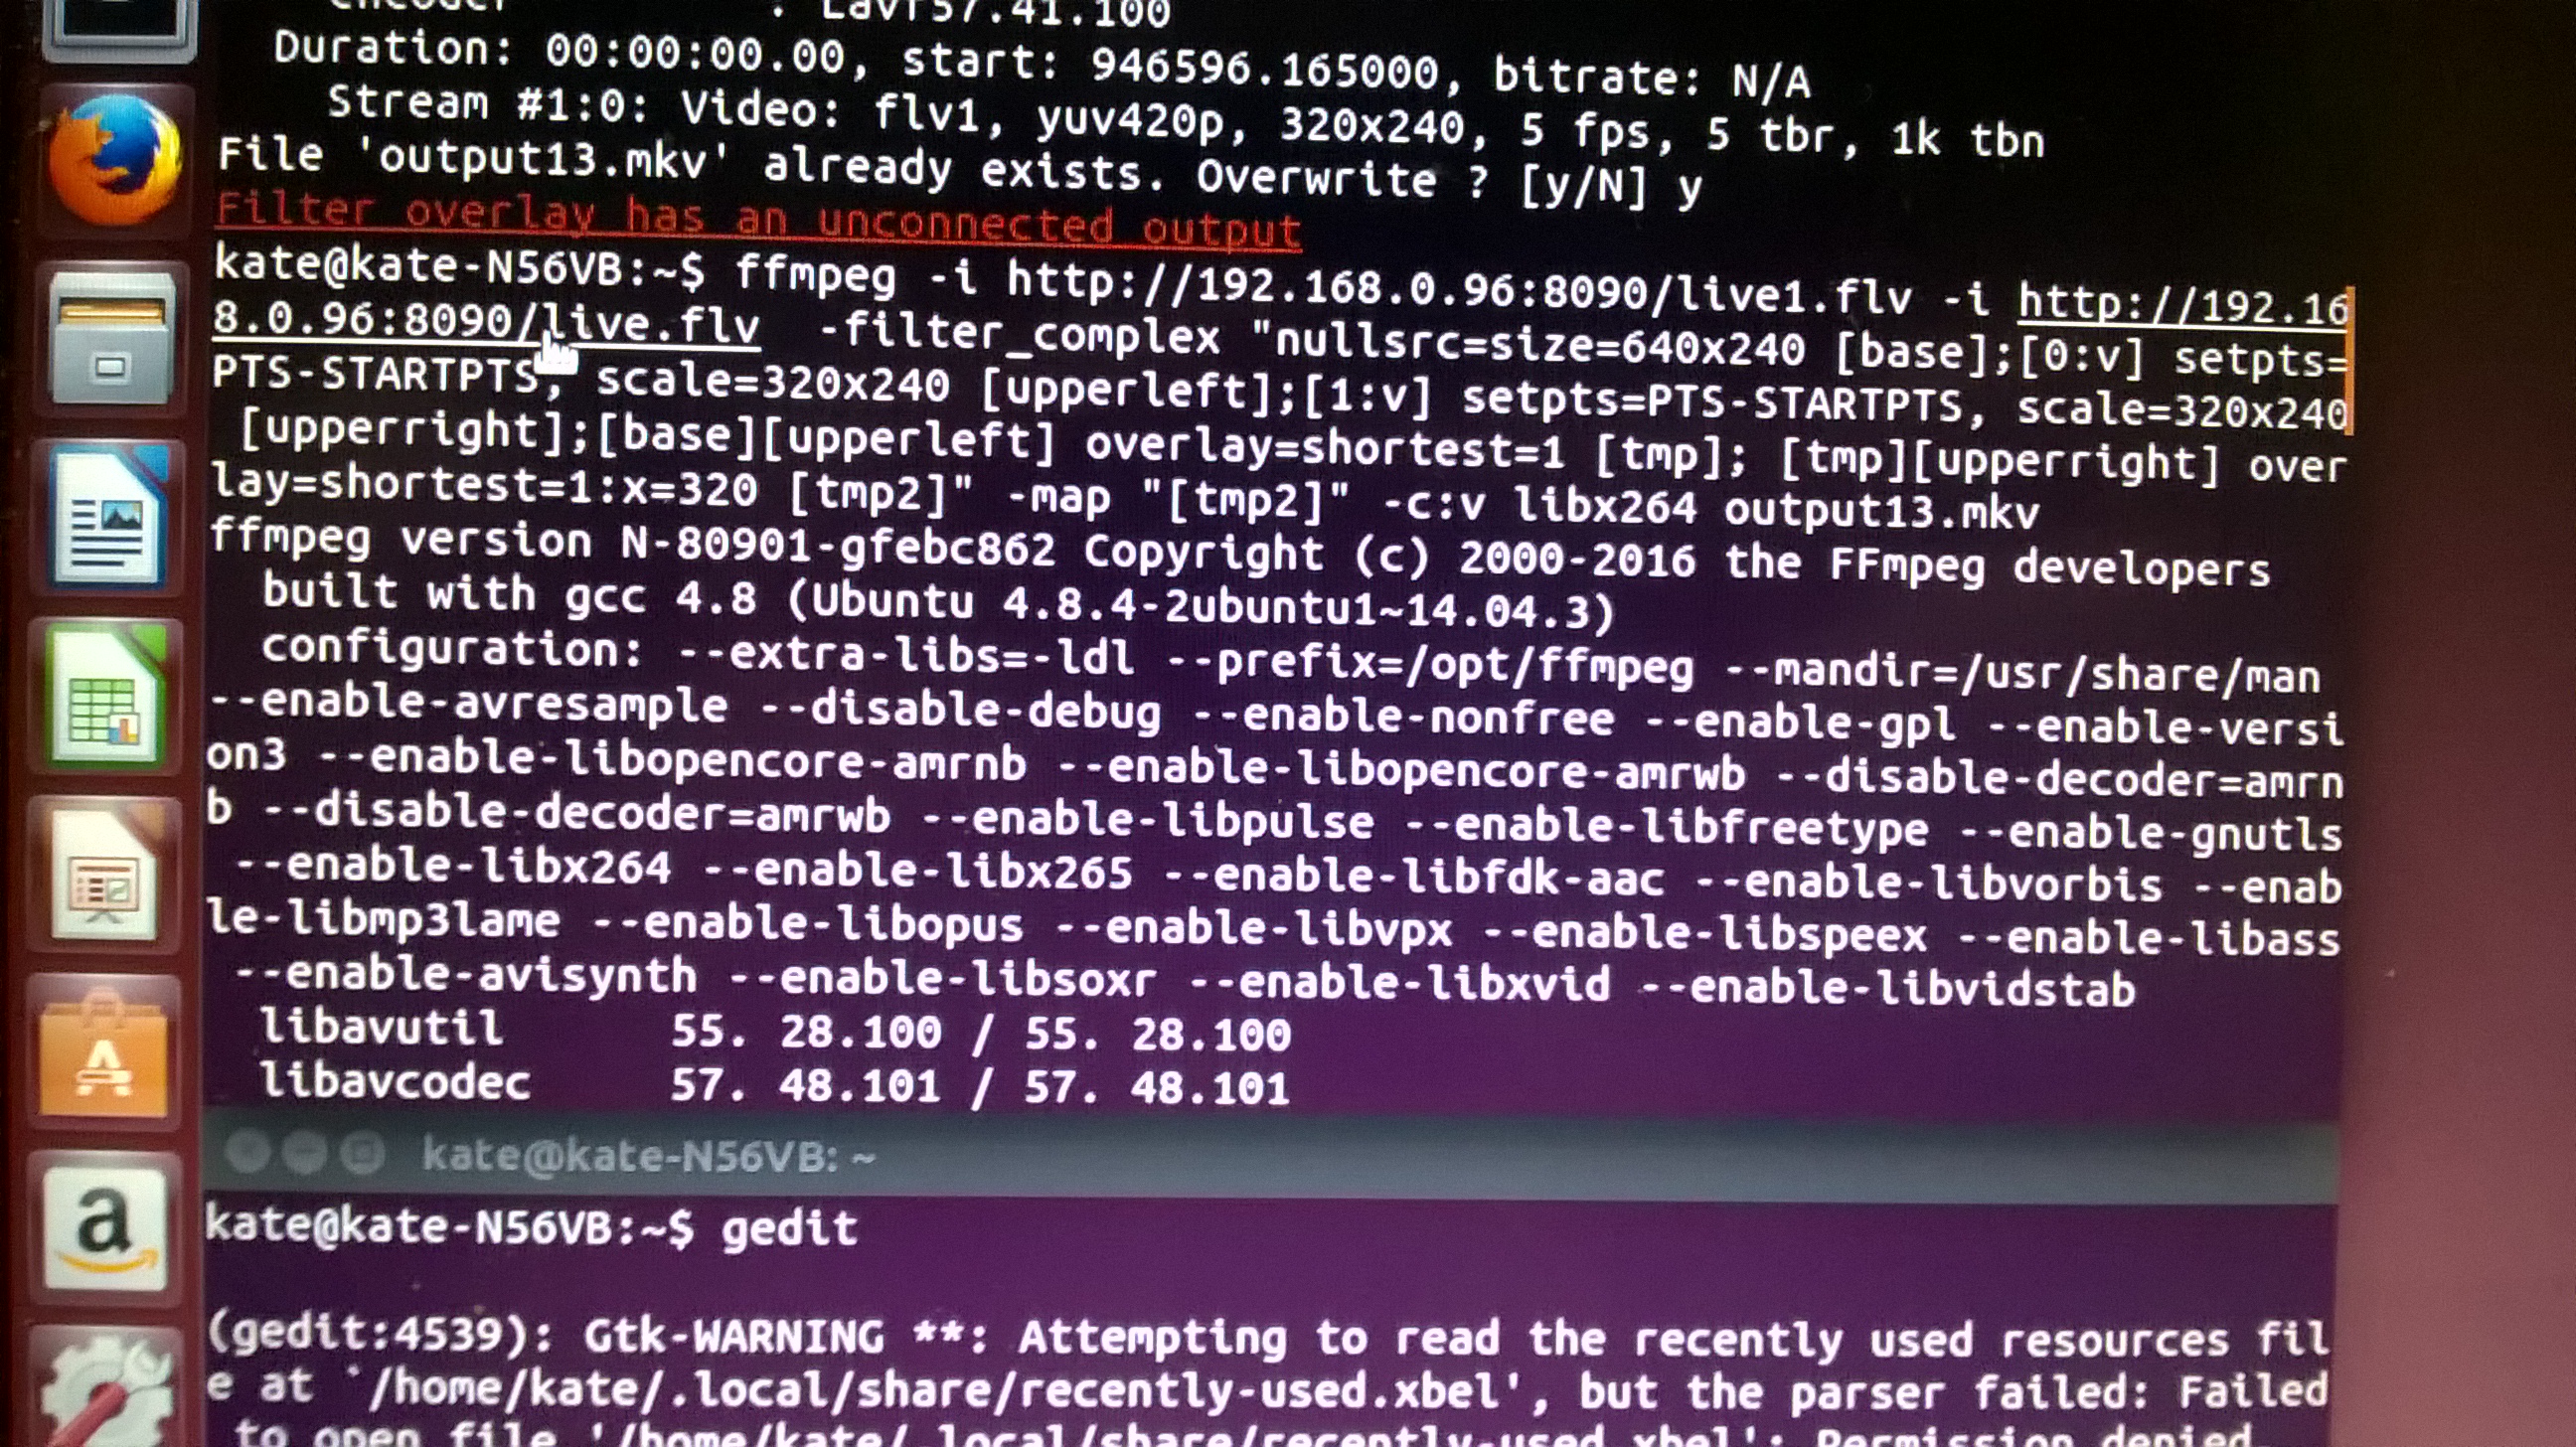 encoder : Lavf57.41.100
Duration: 00:00:00.00, start: 946596.165000, bitrate: N/A
Stream #1:0: Video: flv1, yuv420p, 320x240, 5 fps, 5 tbr, 1k tbn
File 'output13.mkv' already exists. Overwrite ? [y/N] y
Filter overlay has an unconnected output
kate@kate-N56VB:~$ ffmpeg -i http://192.168.0.96:8090/live1.flv -i http://192.16
8.0.96:8090/live.flv -filter_complex "nullsrc=size=640x240 [base];[0:v] setpts=
PTS-STARTPTS, scale=320x240 [upperleft];[1:v] setpts=PTS-STARTPTS, scale=320x240
[upperright];[base][upperleft] overlay=shortest=1 [tmp]; [tmp][upperright] over
lay=shortest=1:x=320 [tmp2]" -map "[tmp2]" -c:v libx264 output13.mkv
ffmpeg version N-80901-gfebc862 Copyright (c) 2000-2016 the FFmpeg developers
built with gcc 4.8 (Ubuntu 4.8.4-2ubuntu1~14.04.3)
configuration: --extra-libs=-ldl --prefix=/opt/ffmpeg --mandir=/usr/share/man
--enable-avresample --disable-debug --enable-nonfree --enable-gpl --enable-versi
on3 --enable-libopencore-amrnb --enable-libopencore-amrwb --disable-decoder=amrn
b --disable-decoder=amrwb --enable-libpulse --enable-libfreetype --enable-gnutls
--enable-libx264 --enable-libx265 --enable-libfdk-aac --enable-libvorbis --enab
le-libmp3lame --enable-libopus --enable-libvpx --enable-libspeex --enable-libass
--enable-avisynth --enable-libsoxr --enable-libxvid --enable-libvidstab
libavutil 55. 28.100 / 55. 28.100
libavcodec 57. 48.101 / 57. 48.101
kate@kate-N56VB: ~
kate@kate-N56VB:~$ gedit
(gedit:4539): Gtk-WARNING **: Attempting to read the recently used resources fil
e at `/home/kate/.local/share/recently-used.xbel', but the parser failed: Failed
to open file '/home/kate/.local/share/recently-used.xbel': Permission denied.